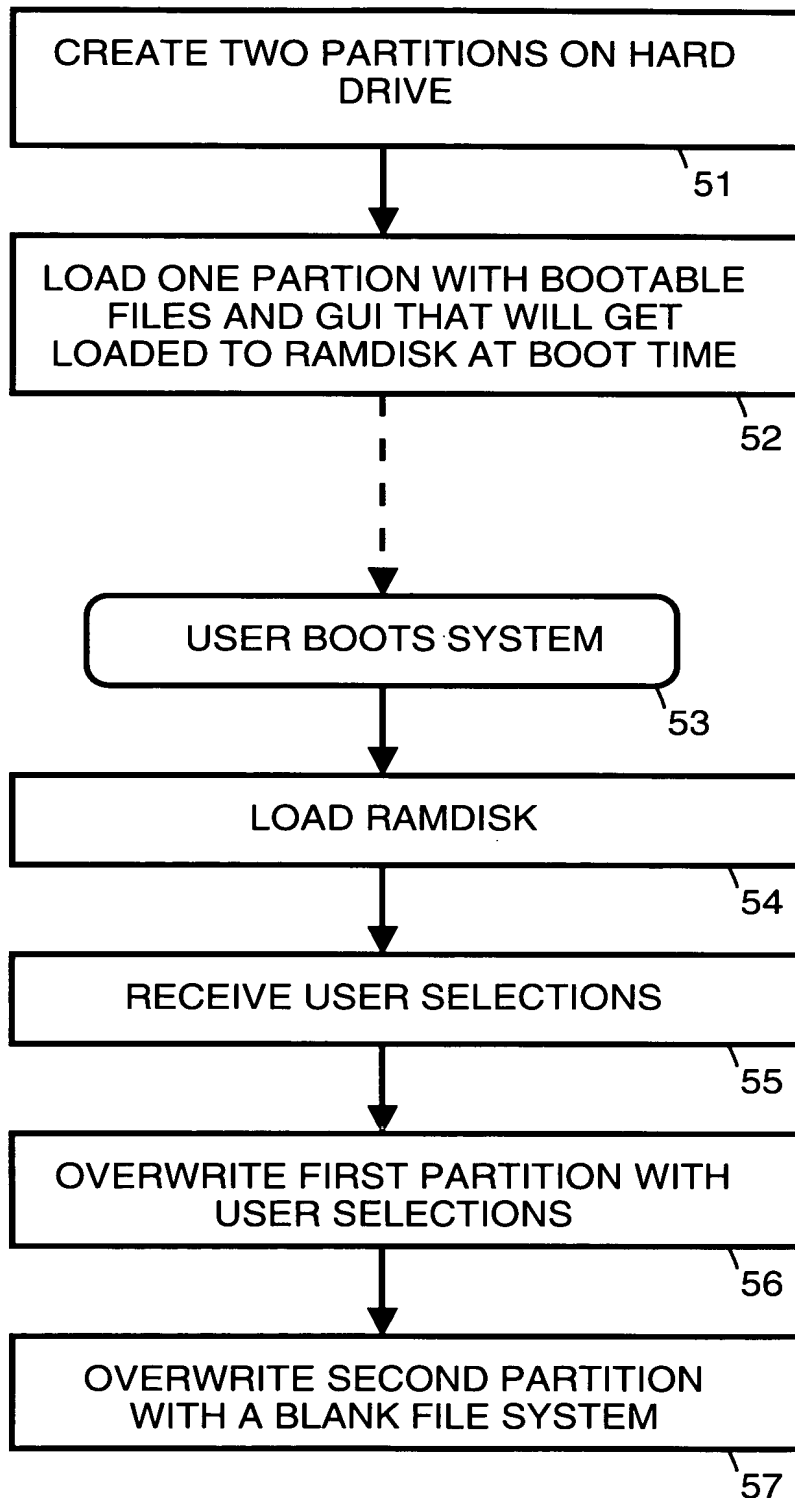 CREATE TWO PARTITIONS ON HARD
DRIVE
51
LOAD ONE PARTION WITH BOOTABLE
FILES AND GUI THAT WILL GET
LOADED TO RAMDISK AT BOOT TIME
52
USER BOOTS SYSTEM
53
LOAD RAMDISK
54
RECEIVE USER SELECTIONS
55
OVERWRITE FIRST PARTITION WITH
USER SELECTIONS
56
OVERWRITE SECOND PARTITION
WITH A BLANK FILE SYSTEM
57